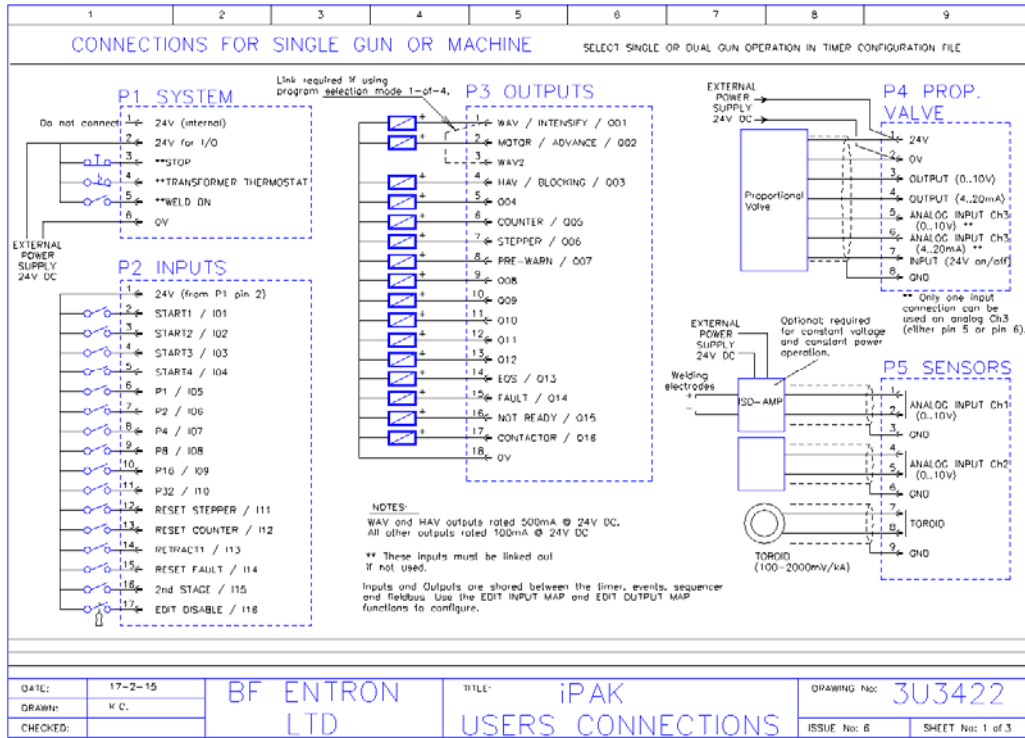 1 2 3 4 5 6 7 8 9
CONNECTIONS FOR SINGLE GUN OR MACHINE
SELECT SINGLE OR DUAL GUN OPERATION IN TIMER CONFIGURATION FILE
P1 SYSTEM
Do not connect
1 24V (internal)
2 24V for I/O
3 **STOP
4 **TRANSFORMER THERMOSTAT
5 **WELD ON
6 0V
EXTERNAL
POWER
SUPPLY
24V DC
P2 INPUTS
1 24V (from P1 pin 2)
2 START1 / I01
3 START2 / I02
4 START3 / I03
5 START4 / I04
6 P1 / I05
7 P2 / I06
8 P4 / I07
9 P8 / I08
10 P16 / I09
11 P32 / I10
12 RESET STEPPER / I11
13 RESET COUNTER / I12
14 RETRACT1 / I13
15 RESET FAULT / I14
16 2nd STAGE / I15
17 EDIT DISABLE / I16
Link required if using
program selection mode 1-of-4.
P3 OUTPUTS
1 WAV / INTENSIFY / O01
2 MOTOR / ADVANCE / O02
3 WAV2
4 HAV / BLOCKING / O03
5 O04
6 COUNTER / O05
7 STEPPER / O06
8 PRE-WARN / O07
9 O08
10 O09
11 O10
12 O11
13 O12
14 EOS / O13
15 FAULT / O14
16 NOT READY / O15
17 CONTACTOR / O16
18 0V
NOTES:
WAV and HAV outputs rated 500mA @ 24V DC.
All other outputs rated 100mA @ 24V DC
** These inputs must be linked out
if not used.
Inputs and Outputs are shared between the timer, events, sequencer
and fieldbus. Use the EDIT INPUT MAP and EDIT OUTPUT MAP
functions to configure.
EXTERNAL
POWER
SUPPLY
24V DC
P4 PROP.
VALVE
Proportional
Valve
1 24V
2 0V
3 OUTPUT (0..10V)
4 OUTPUT (4..20mA)
5 ANALOG INPUT Ch3
(0..10V) **
6 ANALOG INPUT Ch3
(4..20mA) **
7 INPUT (24V on/off)
8 GND
** Only one input
connection can be
used on analog Ch3
(either pin 5 or pin 6).
EXTERNAL
POWER
SUPPLY
24V DC
Optional: required
for constant voltage
and constant power
operation.
Welding
electrodes
+
-
ISO-AMP
P5 SENSORS
1
2 ANALOG INPUT Ch1
(0..10V)
3 GND
4
5 ANALOG INPUT Ch2
(0..10V)
6 GND
7
8 TOROID
9 GND
TOROID
(100-2000mV/kA)
DATE: 17-2-15
DRAWN: K.C.
CHECKED:
BF ENTRON
LTD
TITLE:
iPAK
USERS CONNECTIONS
DRAWING No: 3U3422
ISSUE No: 6
SHEET No: 1 of 3